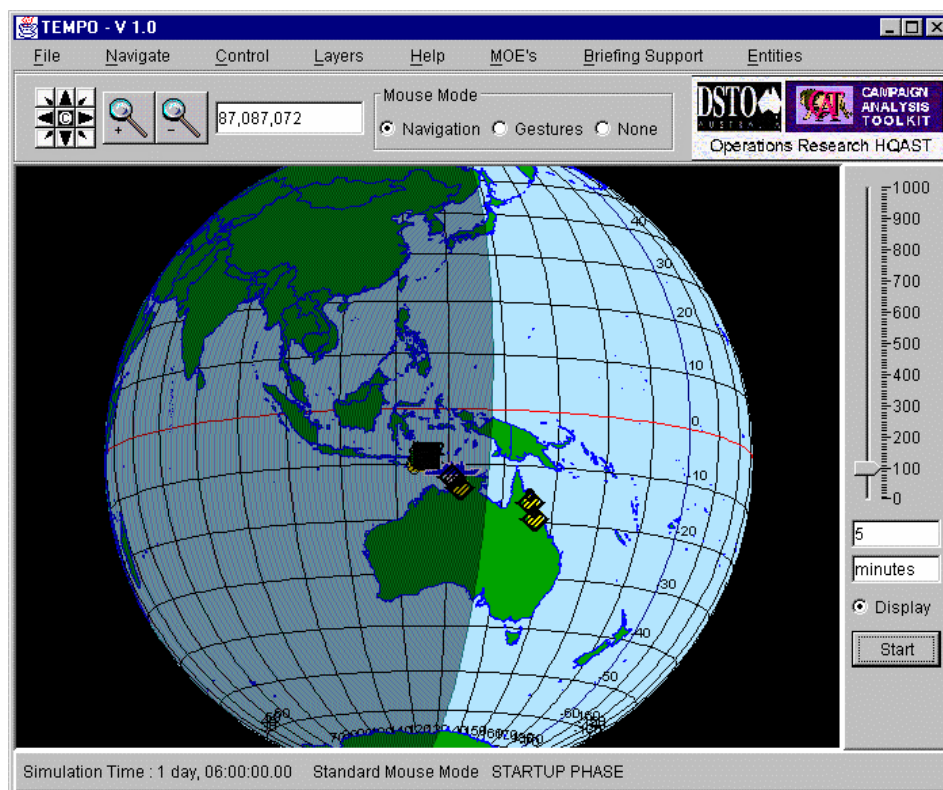 TEMPO - V 1.0
File Navigate Control Layers Help MOE's Briefing Support Entities
87,087,072
Mouse Mode
Navigation Gestures None
DSTO
AUSTRALIA
CAT
CAMPAIGN
ANALYSIS
TOOLKIT
Operations Research HQAST
C
+ -
40
30
20
10
0
-10
-20
-30
-40
-50
1000
900
800
700
600
500
400
300
200
100
0
5
minutes
Display
Start
Simulation Time : 1 day, 06:00:00.00 Standard Mouse Mode STARTUP PHASE